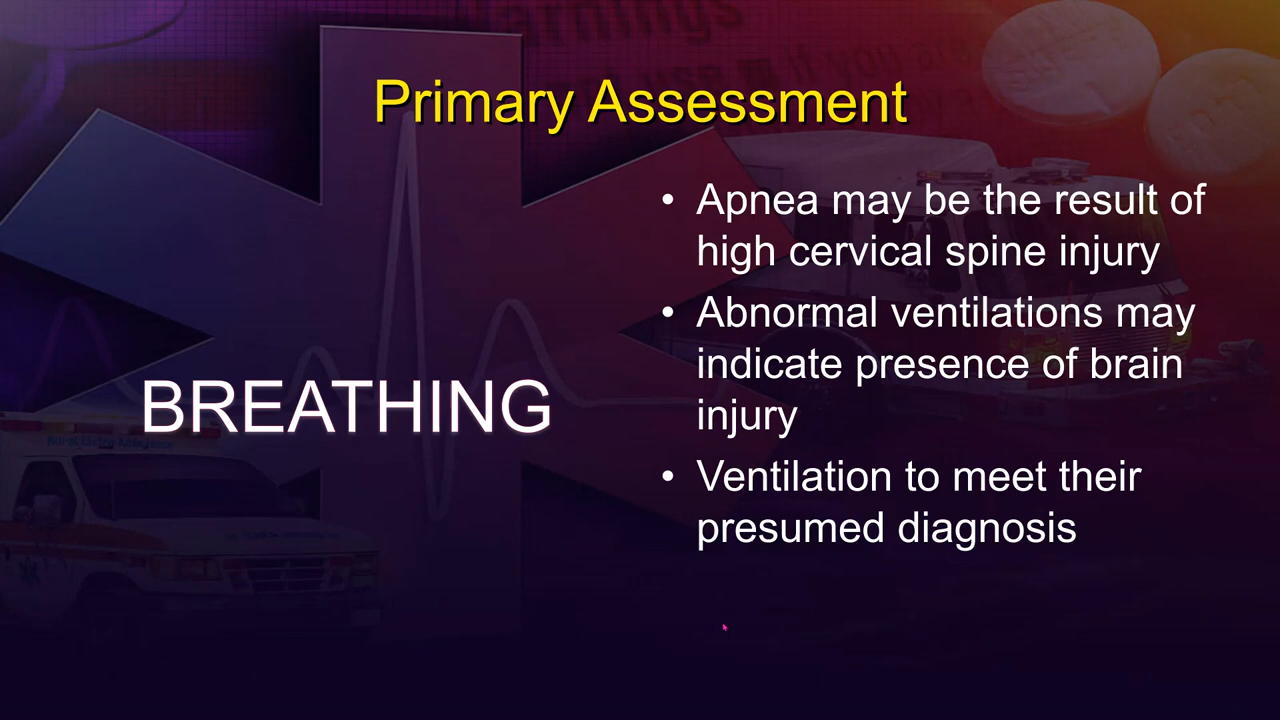 Primary Assessment
BREATHING
• Apnea may be the result of
high cervical spine injury
• Abnormal ventilations may
indicate presence of brain
injury
• Ventilation to meet their
presumed diagnosis